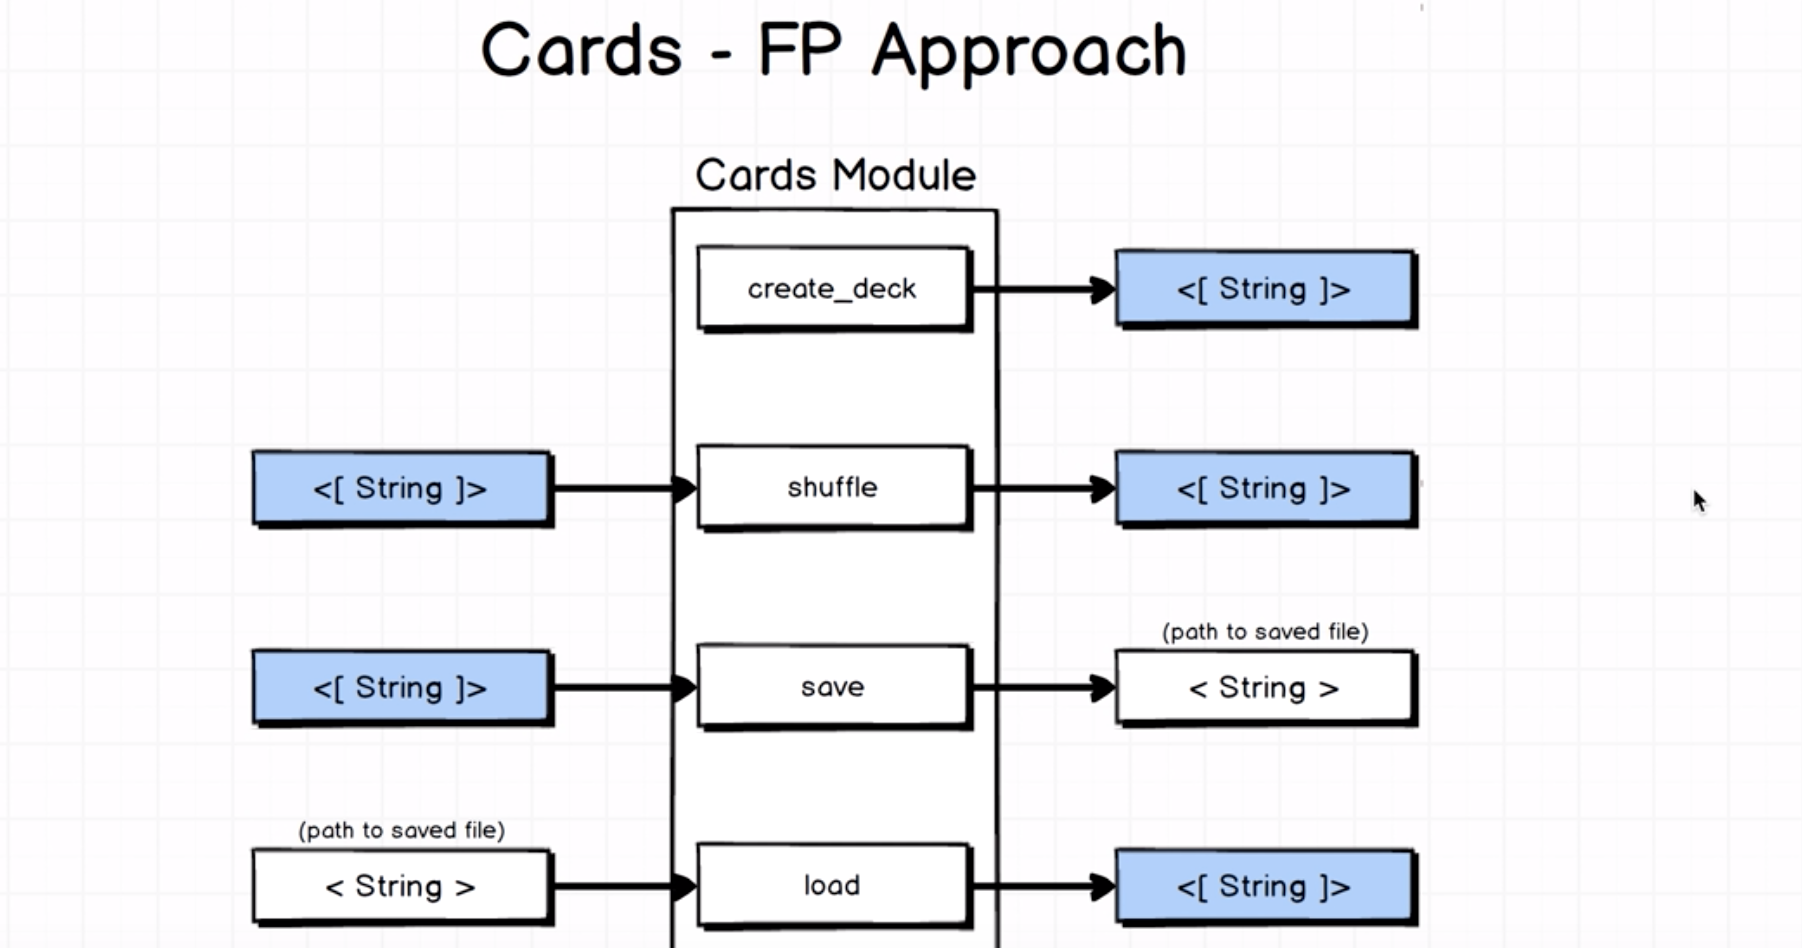 Cards - FP Approach
Cards Module
create_deck
<[ String ]>
<[ String ]>
shuffle
<[ String ]>
<[ String ]>
save
(path to saved file)
< String >
(path to saved file)
< String >
load
<[ String ]>